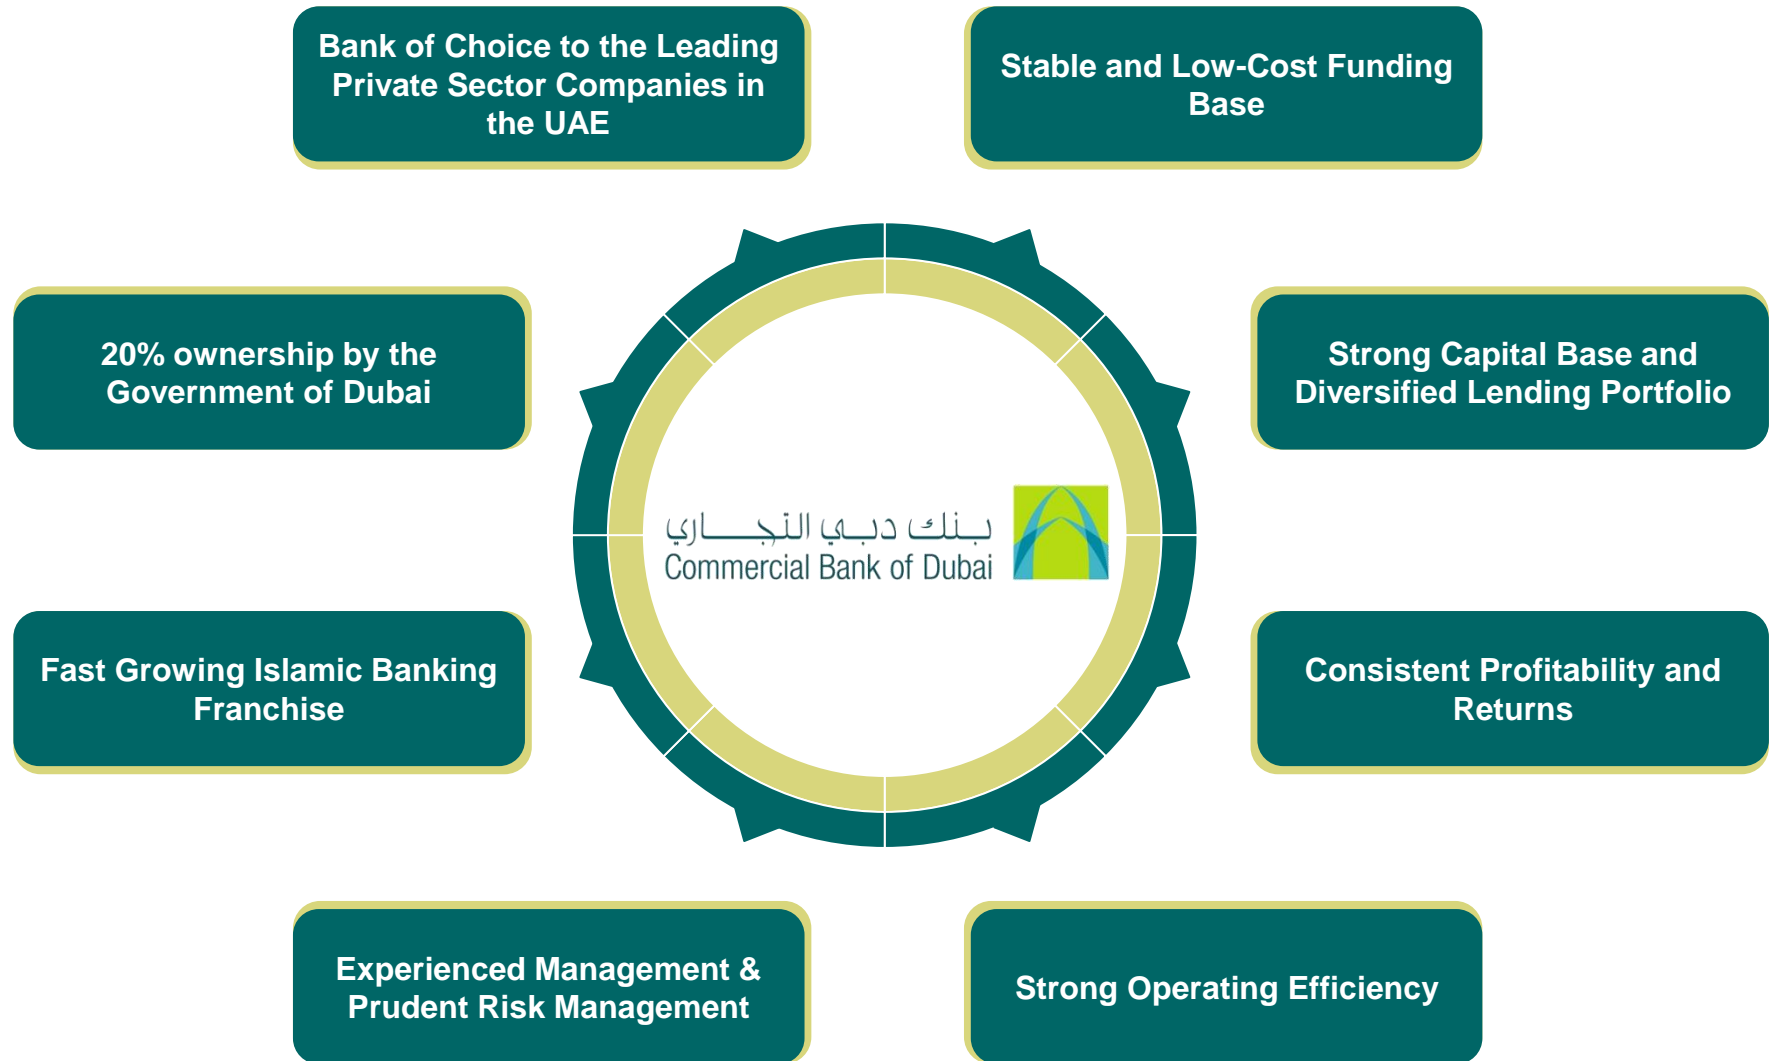 Bank of Choice to the Leading
Private Sector Companies in
the UAE
Stable and Low-Cost Funding
Base
20% ownership by the
Government of Dubai
Strong Capital Base and
Diversified Lending Portfolio
بنك دبي التجاري
Commercial Bank of Dubai
Fast Growing Islamic Banking
Franchise
Consistent Profitability and
Returns
Experienced Management &
Prudent Risk Management
Strong Operating Efficiency